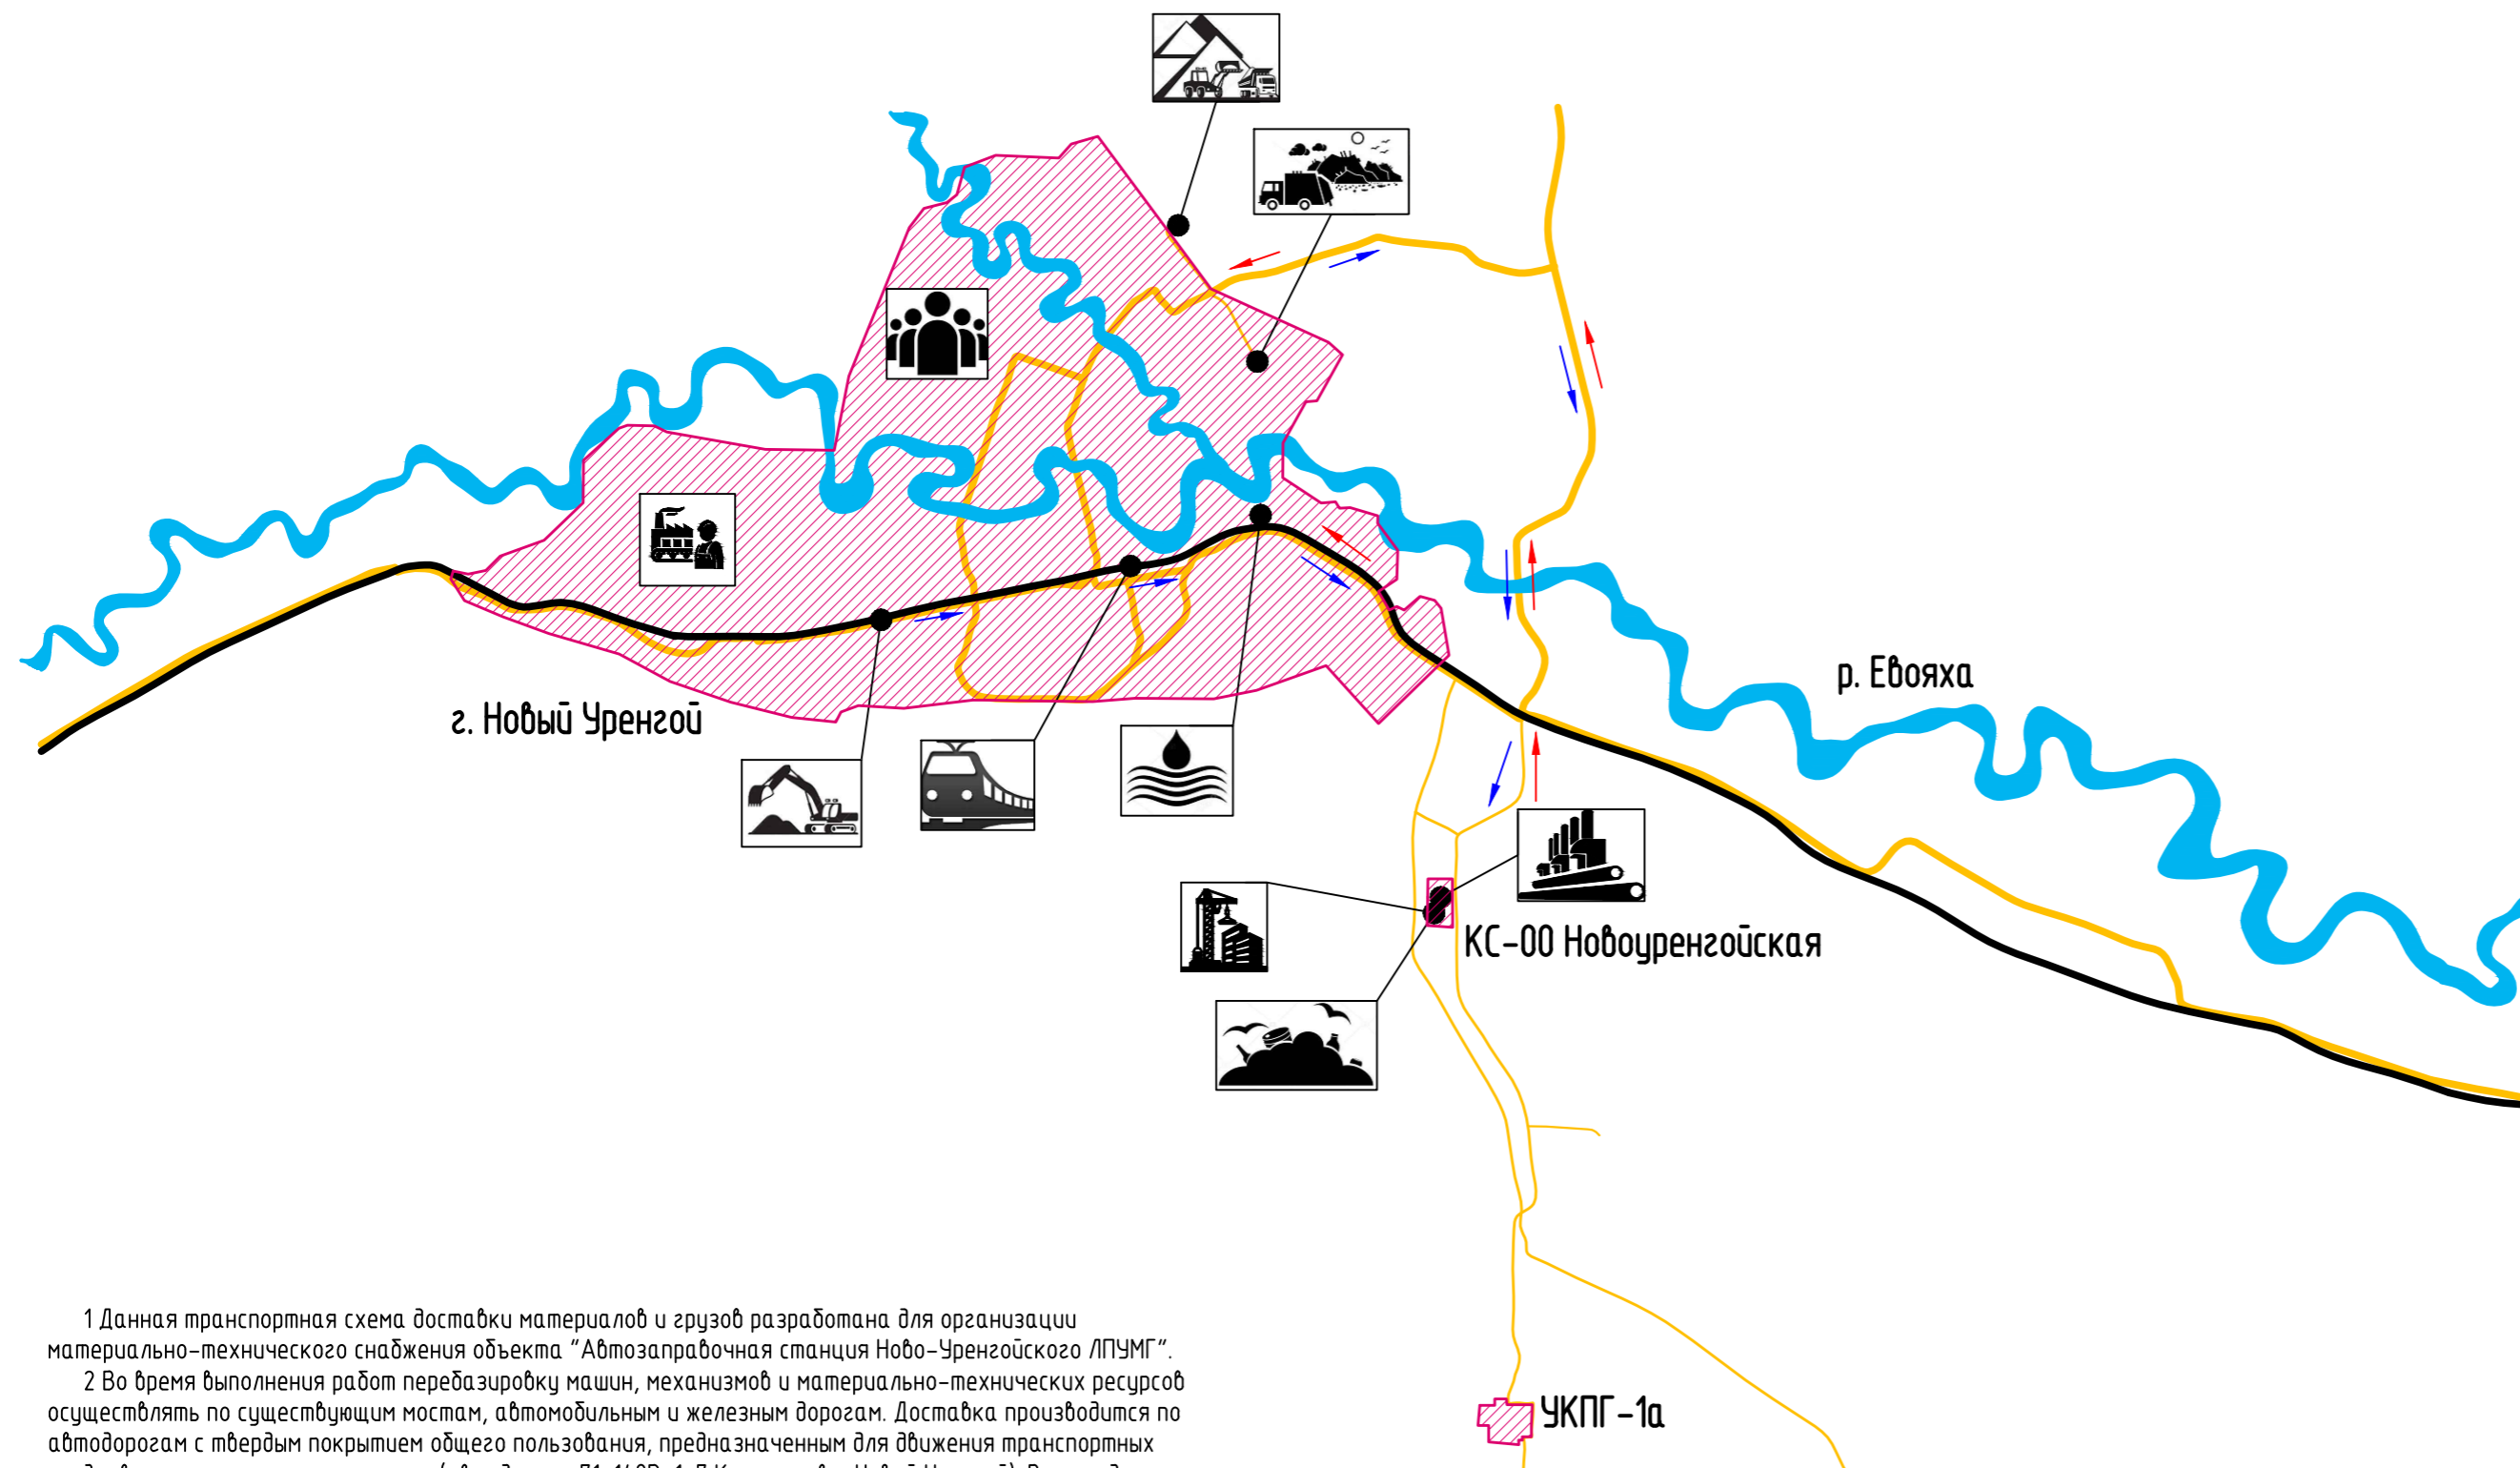 р. Евояха
г. Новый Уренгой
КС-00 Новоуренгойская
УКПГ-1а
1 Данная транспортная схема доставки материалов и грузов разработана для организации
материально-технического снабжения объекта "Автозаправочная станция Ново-Уренгойского ЛПУМГ".
2 Во время выполнения работ перебазировку машин, механизмов и материально-технических ресурсов
осуществлять по существующим мостам, автомобильным и железным дорогам. Доставка производится по
автодорогам с твердым покрытием общего пользования, предназначенным для движения транспортных